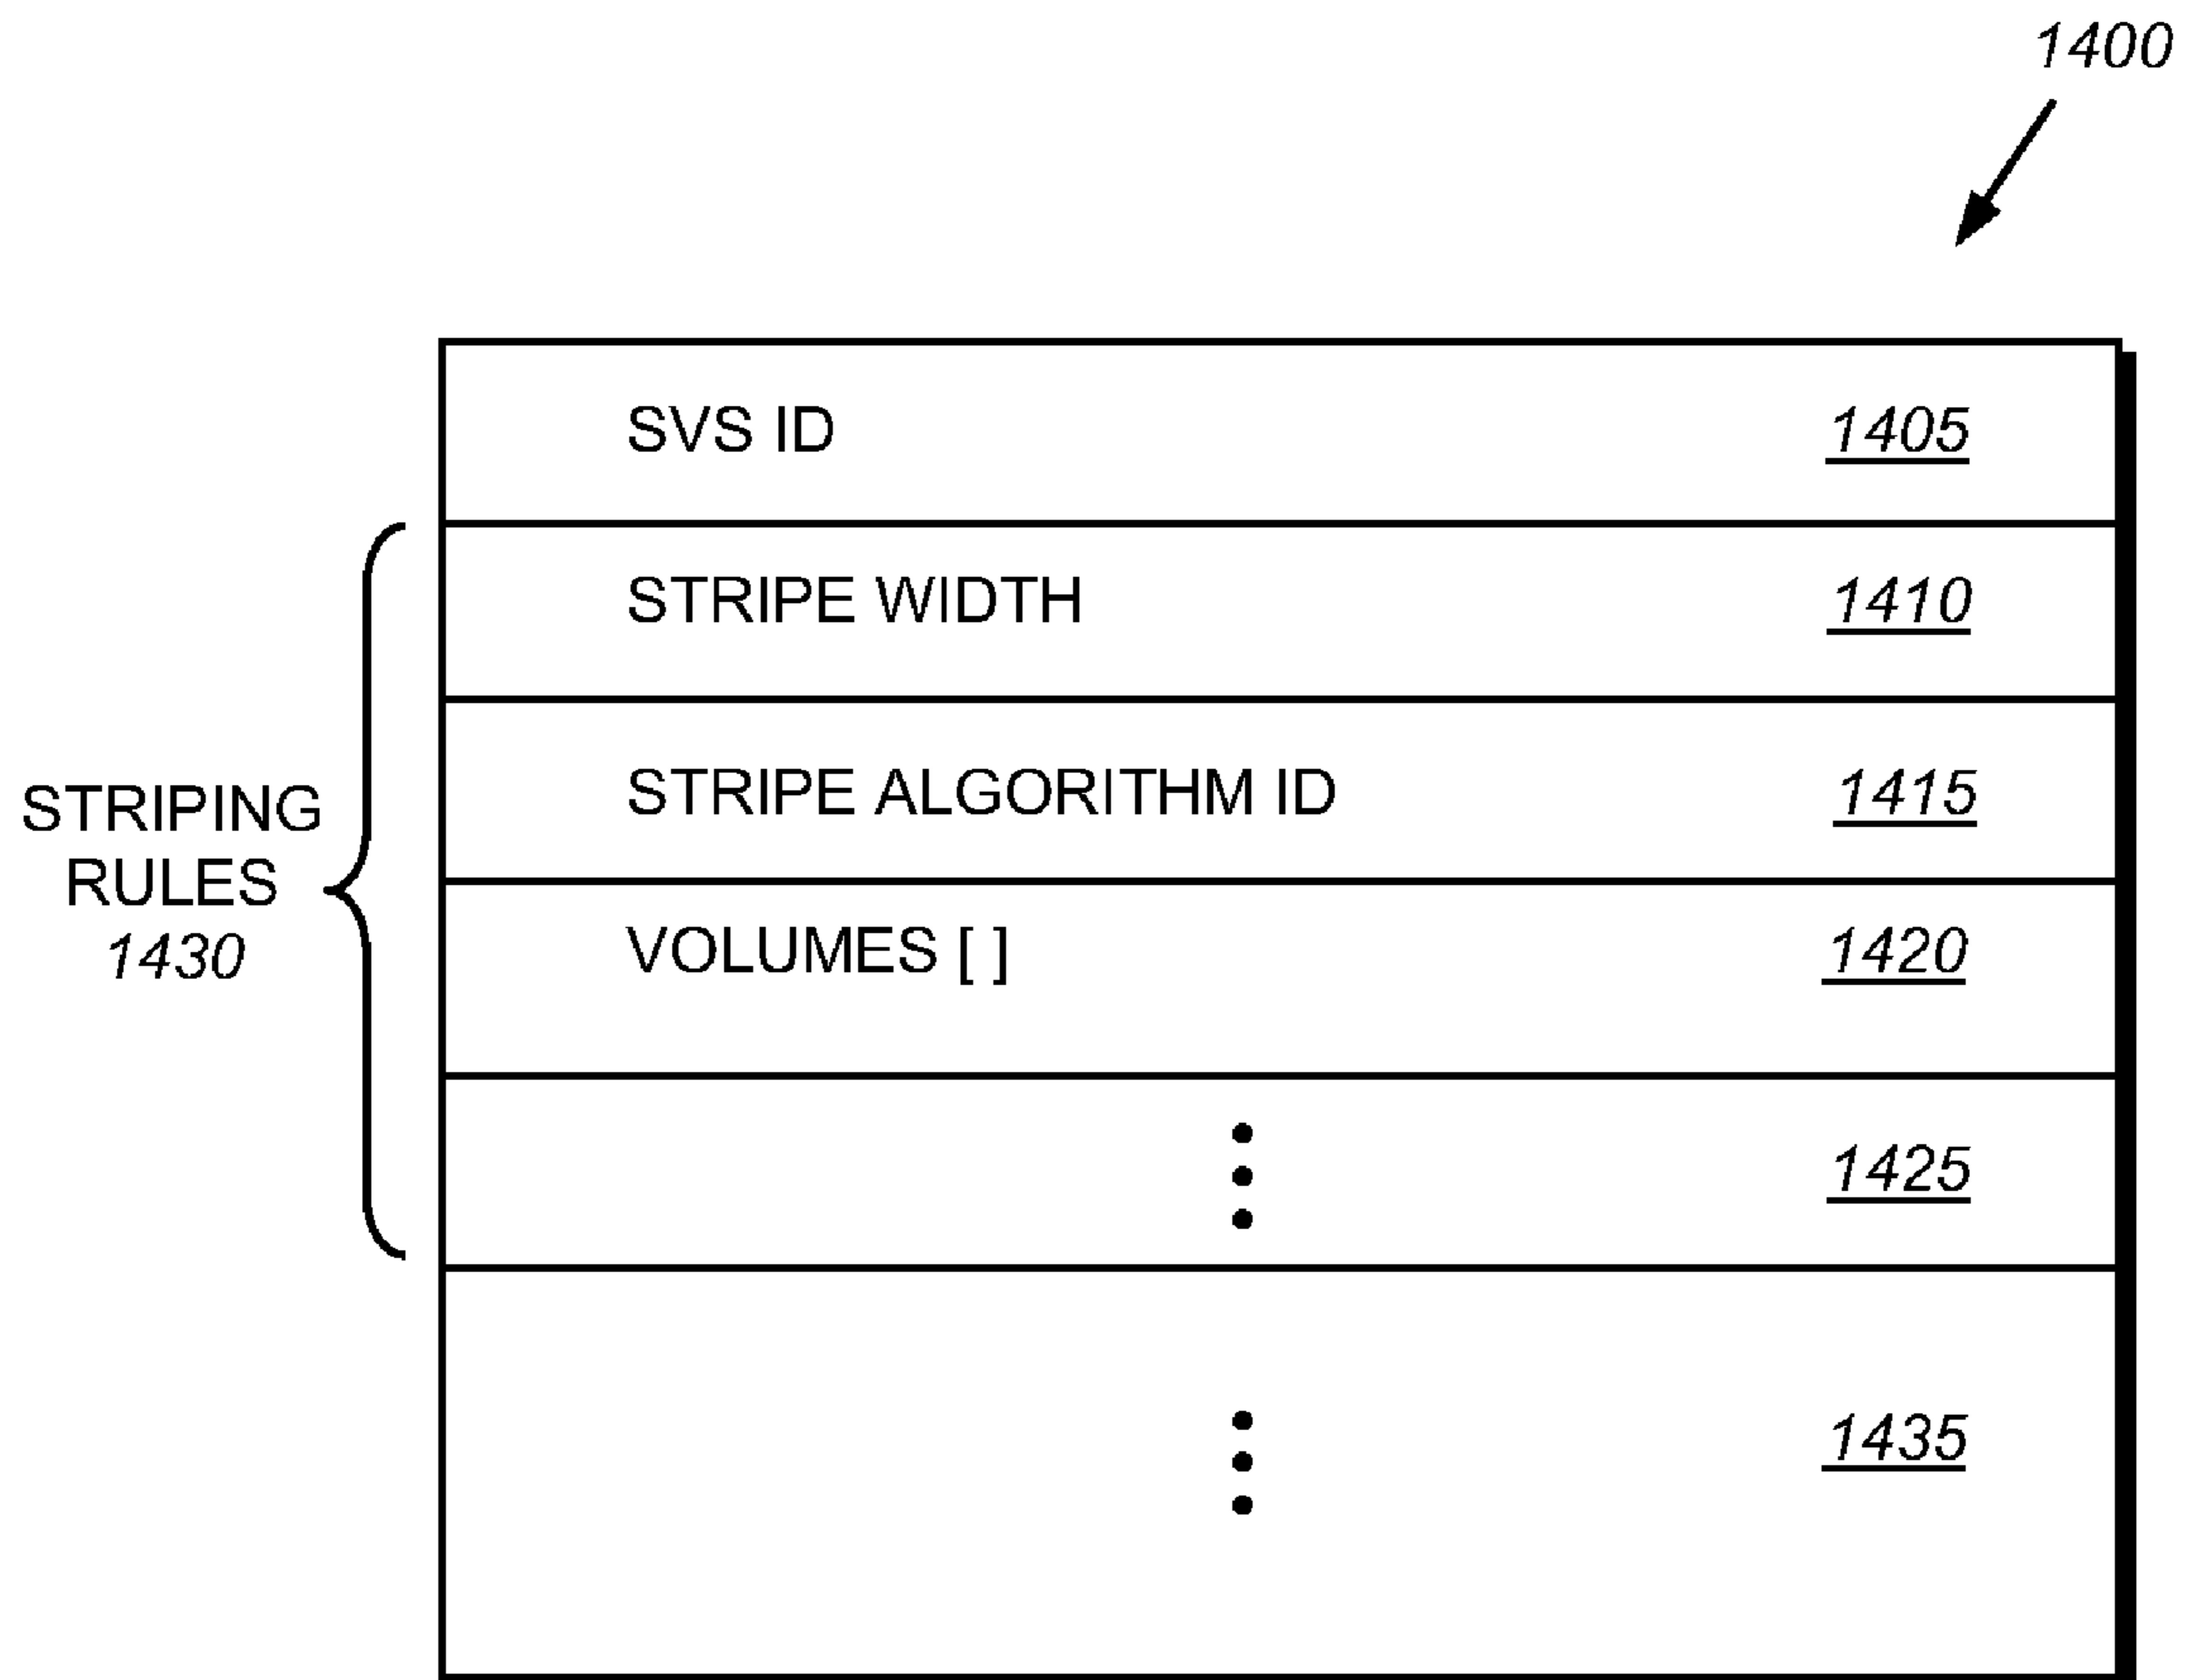 1400
SVS ID 1405
STRIPE WIDTH 1410
STRIPE ALGORITHM ID 1415
STRIPING
RULES
1430
VOLUMES [ ] 1420
1425
1435